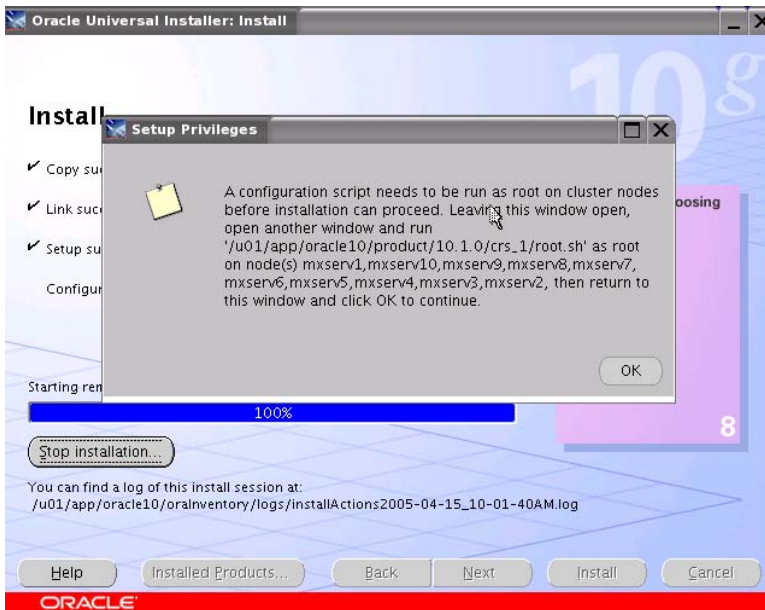 Oracle Universal Installer: Install
10g
Install
Setup Privileges
Copy su
Link succ
Setup su
Configur
A configuration script needs to be run as root on cluster nodes
before installation can proceed. Leaving this window open,
open another window and run
'/u01/app/oracle10/product/10.1.0/crs_1/root.sh' as root
on node(s) mxserv1,mxserv10,mxserv9,mxserv8,mxserv7,
mxserv6,mxserv5,mxserv4,mxserv3,mxserv2, then return to
this window and click OK to continue.
OK
oosing
Starting ren
100%
8
Stop installation...
You can find a log of this install session at:
/u01/app/oracle10/oraInventory/logs/installActions2005-04-15_10-01-40AM.log
Help
Installed Products...
Back
Next
Install
Cancel
ORACLE